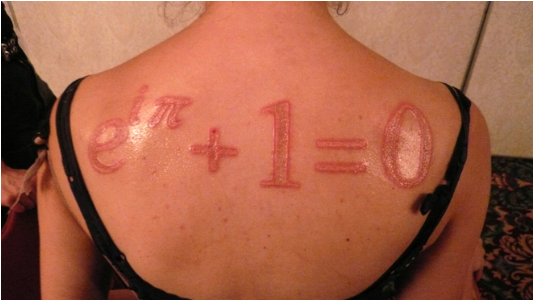 e^{iπ} + 1 = 0